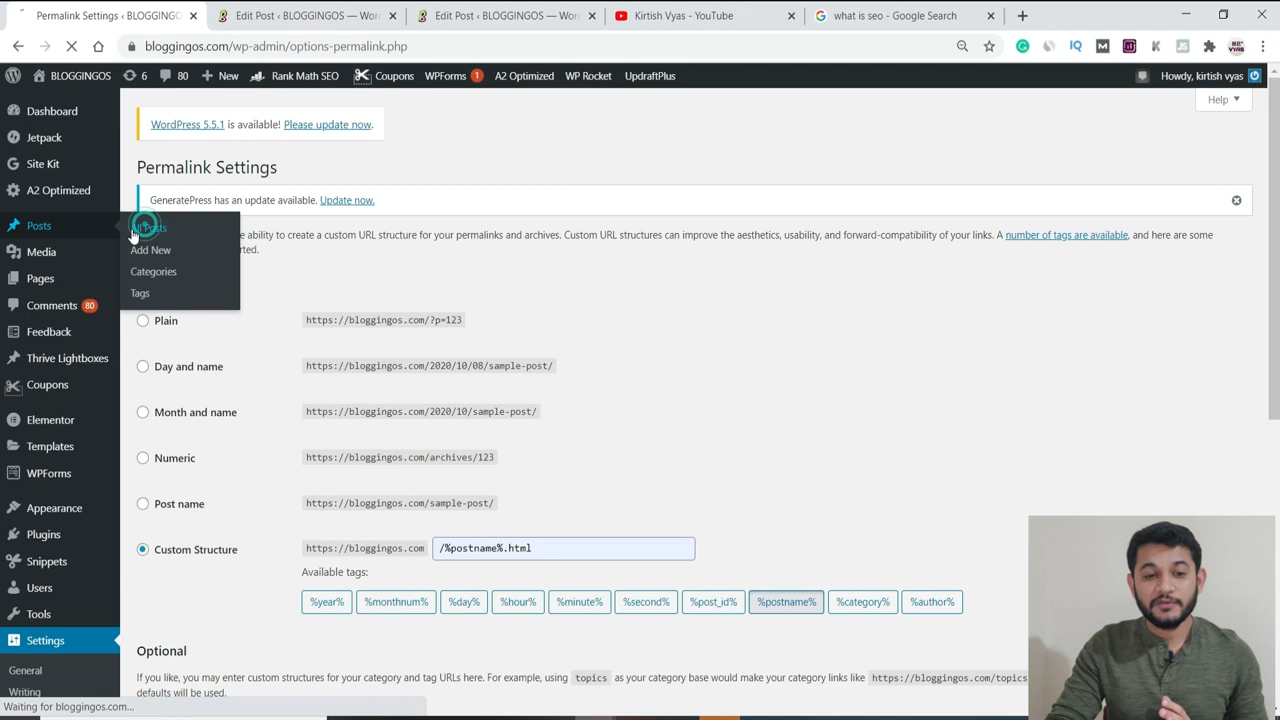 Permalink Settings ‹ BLOGGINGOS
Edit Post ‹ BLOGGINGOS — Wor
Edit Post ‹ BLOGGINGOS — Wor
Kirtish Vyas - YouTube
what is seo - Google Search
bloggingos.com/wp-admin/options-permalink.php
BLOGGINGOS 6 80 New Rank Math SEO Coupons WPForms 1 A2 Optimized WP Rocket UpdraftPlus Howdy, kirtish vyas
Dashboard
Jetpack
Site Kit
A2 Optimized
Posts
Media
Pages
Comments 80
Feedback
Thrive Lightboxes
Coupons
Elementor
Templates
WPForms
Appearance
Plugins
Snippets
Users
Tools
Settings
General
Writing
Waiting for bloggingos.com...
All Posts
Add New
Categories
Tags
Help
WordPress 5.5.1 is available! Please update now.
Permalink Settings
GeneratePress has an update available. Update now.
ability to create a custom URL structure for your permalinks and archives. Custom URL structures can improve the aesthetics, usability, and forward-compatibility of your links. A number of tags are available, and here are some
Plain https://bloggingos.com/?p=123
Day and name https://bloggingos.com/2020/10/08/sample-post/
Month and name https://bloggingos.com/2020/10/sample-post/
Numeric https://bloggingos.com/archives/123
Post name https://bloggingos.com/sample-post/
Custom Structure https://bloggingos.com /%postname%.html
Available tags:
%year% %monthnum% %day% %hour% %minute% %second% %post_id% %postname% %category% %author%
Optional
If you like, you may enter custom structures for your category and tag URLs here. For example, using topics as your category base would make your category links like https://bloggingos.com/topics
defaults will be used.